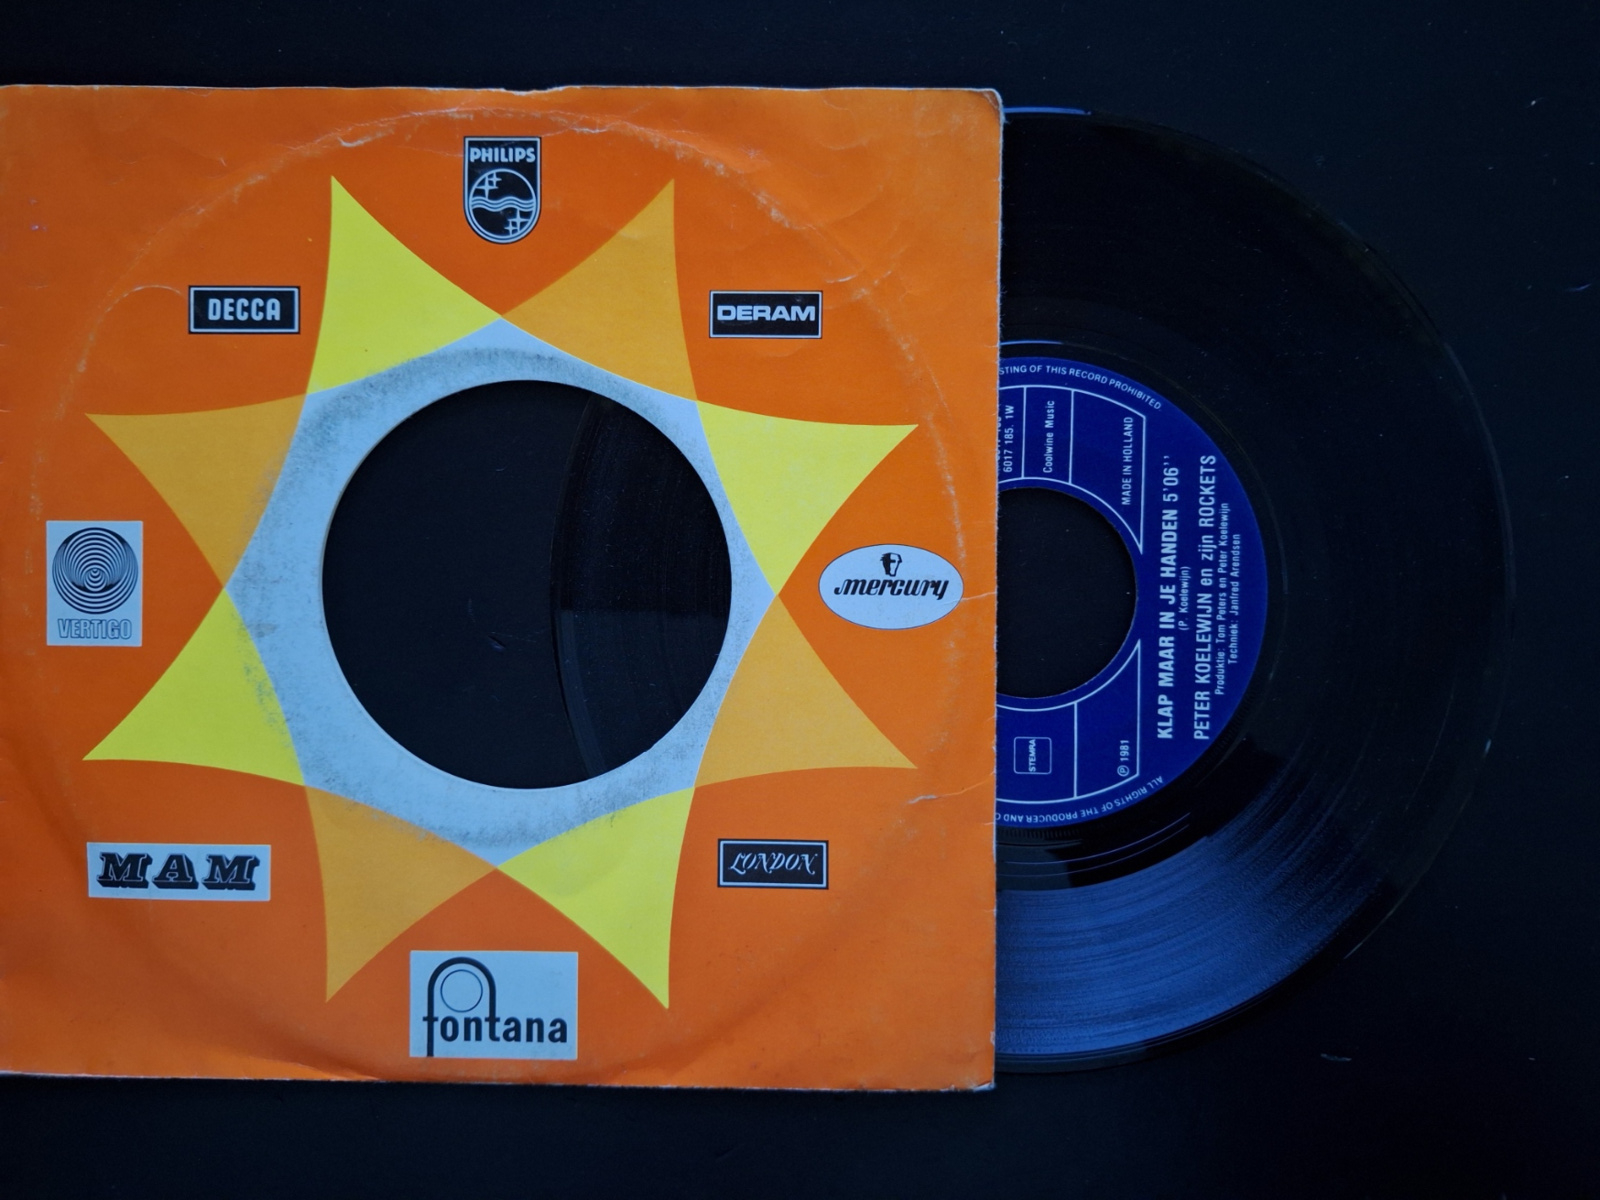 PHILIPS
DECCA
DERAM
VERTIGO
mercury
MAM
LONDON
fontana
STING OF THIS RECORD PROHIBITED
6017 185. 1W
Coolwine Music
MADE IN HOLLAND
STEMRA
℗ 1981
KLAP MAAR IN JE HANDEN 5'06''
(P. Koelewijn)
PETER KOELEWIJN en zijn ROCKETS
Produktie: Tom Peters en Peter Koelewijn
Techniek: Janfred Arendsen
ALL RIGHTS OF THE PRODUCER AND O